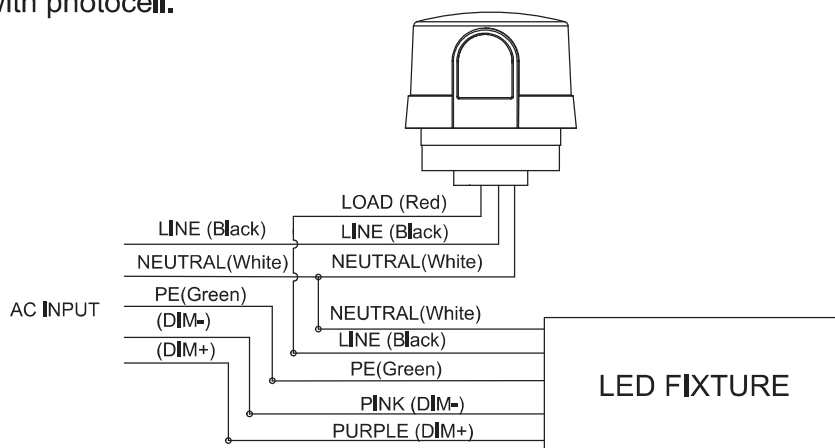 with photocell.
LOAD (Red)
LINE (Black)
LINE (Black)
NEUTRAL(White)
NEUTRAL(White)
PE(Green)
AC INPUT
(DIM-)
(DIM+)
NEUTRAL(White)
LINE (Black)
PE(Green)
PINK (DIM-)
PURPLE (DIM+)
LED FIXTURE